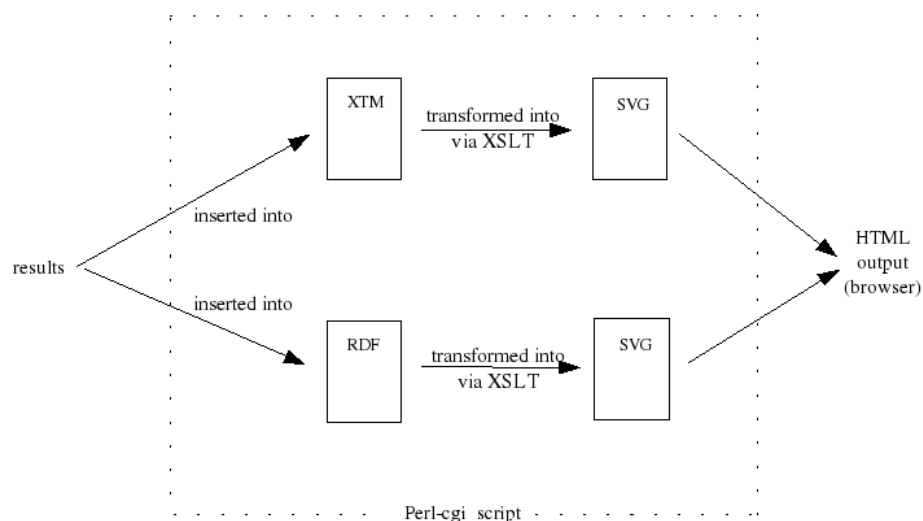 XTM
transformed into
via XSLT
SVG
inserted into
results
HTML
output
(browser)
inserted into
RDF
transformed into
via XSLT
SVG
Perl-cgi script